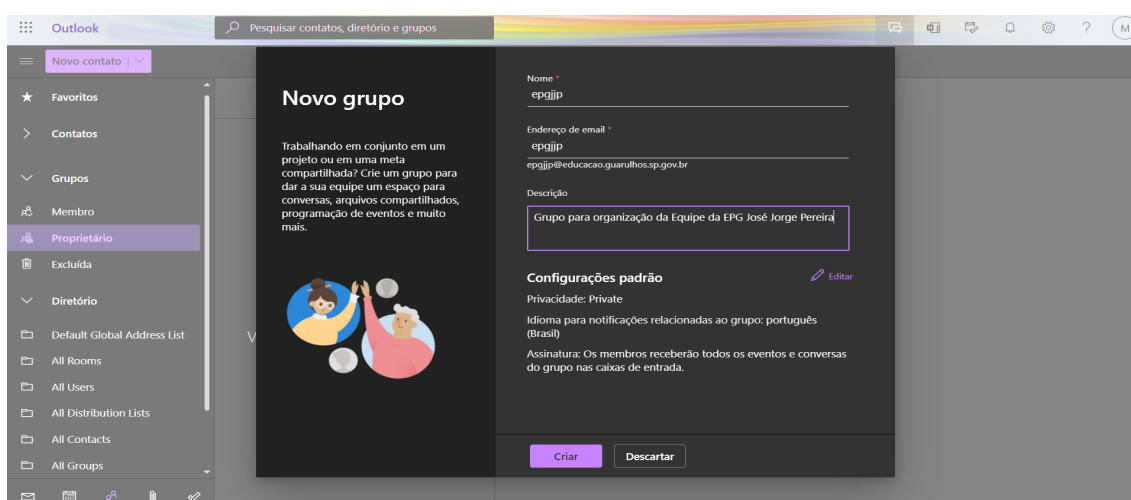 Outlook
Pesquisar contatos, diretório e grupos
?
M
Novo contato
Favoritos
Contatos
Grupos
Membro
Proprietário
Excluída
Diretório
Default Global Address List
All Rooms
All Users
All Distribution Lists
All Contacts
All Groups
V
Novo grupo
Trabalhando em conjunto em um
projeto ou em uma meta
compartilhada? Crie um grupo para
dar a sua equipe um espaço para
conversas, arquivos compartilhados,
programação de eventos e muito
mais.
Nome *
epgjjp
Endereço de email *
epgjjp
epgjjp@educacao.guarulhos.sp.gov.br
Descrição
Grupo para organização da Equipe da EPG José Jorge Pereira
Configurações padrão
Editar
Privacidade: Private
Idioma para notificações relacionadas ao grupo: português
(Brasil)
Assinatura: Os membros receberão todos os eventos e conversas
do grupo nas caixas de entrada.
Criar
Descartar